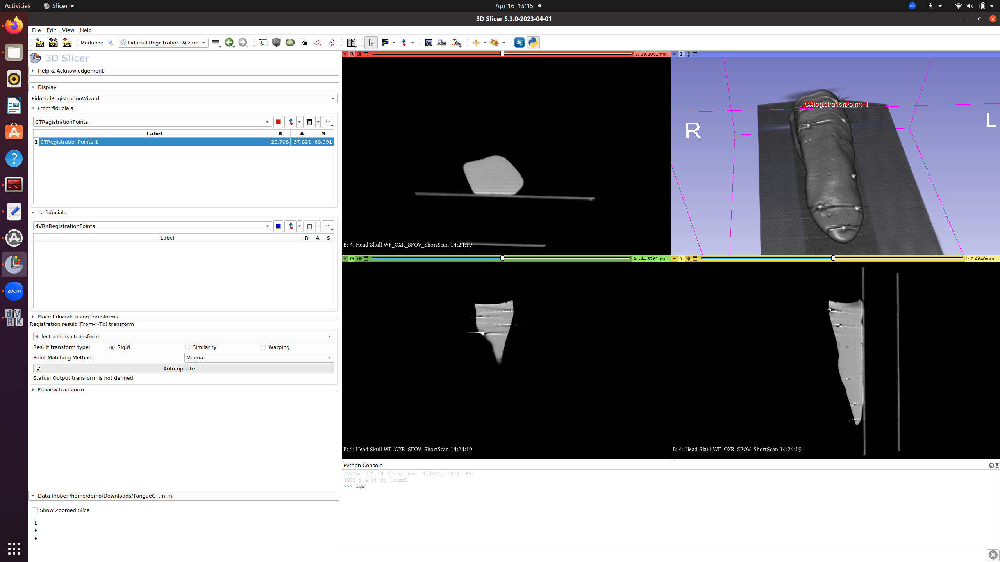 Activities
Slicer
Apr 16 15:15
zoom
3D Slicer 5.3.0-2023-04-01
File Edit View Help
DATA DCM SAVE Modules: Fiducial Registration Wizard
3D Slicer
Help & Acknowledgement
Display
FiducialRegistrationWizard
From fiducials
CTRegistrationPoints
Label R A S
1 CTRegistrationPoints-1 28.708 -37.821 68.991
To fiducials
dVRKRegistrationPoints
Label R A S
Place fiducials using transforms
Registration result (From->To) transform
Select a LinearTransform
Result transform type: Rigid Similarity Warping
Point Matching Method: Manual
Auto-update
Status: Output transform is not defined.
Preview transform
Data Probe: /home/demo/Downloads/TongueCT.mrml
Show Zoomed Slice
L
F
B
zoom
dV
RK
R S: 19.2001mm
B: 4: Head Skull WF_OXR_SFOV_ShortScan 14:24:19
1
CTRegistrationPoints-1
R
L
G A: -44.5761mm
B: 4: Head Skull WF_OXR_SFOV_ShortScan 14:24:19
Y L: 0.4640mm
B: 4: Head Skull WF_OXR_SFOV_ShortScan 14:24:19
Python Console
Python 3.9.10 (main, Apr  2 2023, 12:41:59)
[GCC 9.4.0] on linux2
>>> ros